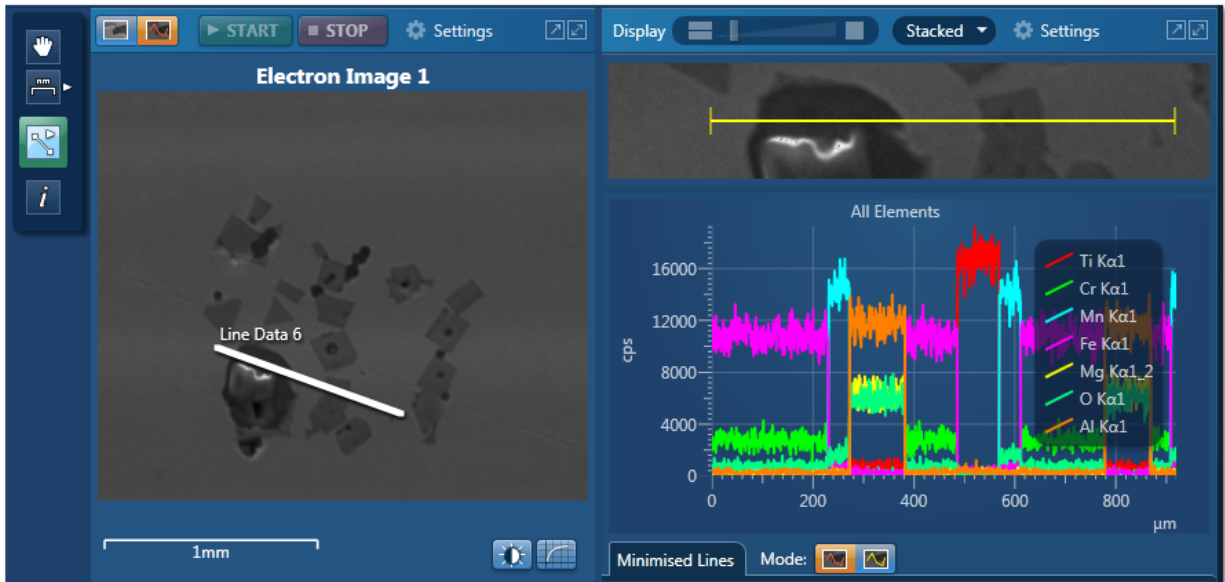 START
STOP
Settings
Electron Image 1
nm
i
Line Data 6
1mm
Display
Stacked
Settings
All Elements
Ti Kα1
Cr Kα1
Mn Kα1
Fe Kα1
Mg Kα1_2
O Kα1
Al Kα1
cps
16000
12000
8000
4000
0
0 200 400 600 800
µm
Minimised Lines Mode: